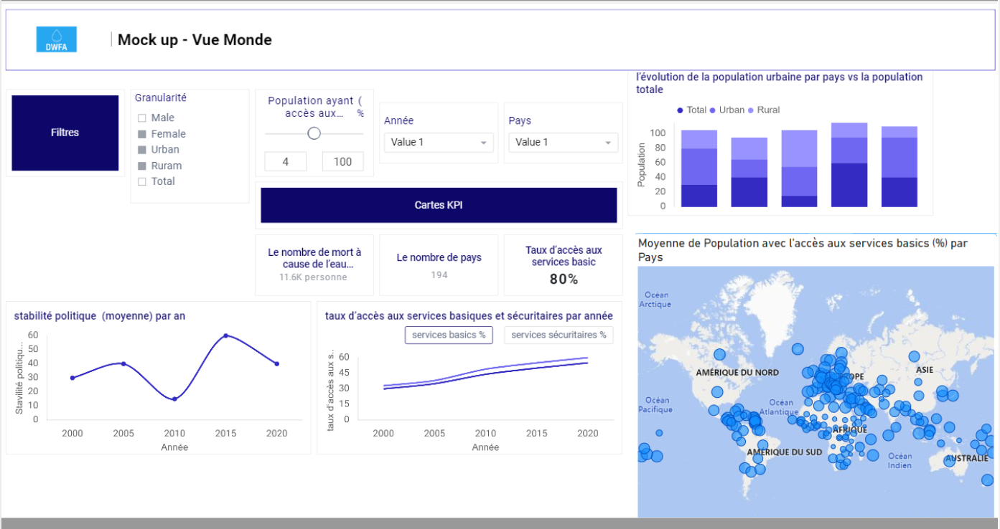 DWFA
Mock up - Vue Monde
Filtres
Granularité
Male
Female
Urban
Ruram
Total
Population ayant (
accès aux... %
4
100
Année
Value 1
Pays
Value 1
Cartes KPI
Le nombre de mort à
cause de l'eau...
11.6K personne
Le nombre de pays
194
Taux d'accès aux
services basic
80%
l'évolution de la population urbaine par pays vs la population
totale
Total Urban Rural
Population
100
80
60
40
20
0
stabilité politique (moyenne) par an
Stavilité politiqu...
60
50
40
30
20
10
0
2000 2005 2010 2015 2020
Année
taux d'accès aux services basiques et sécuritaires par année
services basics %
services sécuritaires %
taux d'accès aux s..
60
45
30
15
0
2000 2005 2010 2015 2020
Année
Moyenne de Population avec l'accès aux services basics (%) par
Pays
Océan
Arctique
AMÉRIQUE DU NORD
OPE
ASIE
Océan
Pacifique
Océan
Atlantique
AFRIQUE
AMÉRIQUE DU SUD
Océan
Indien
AUSTRALIE